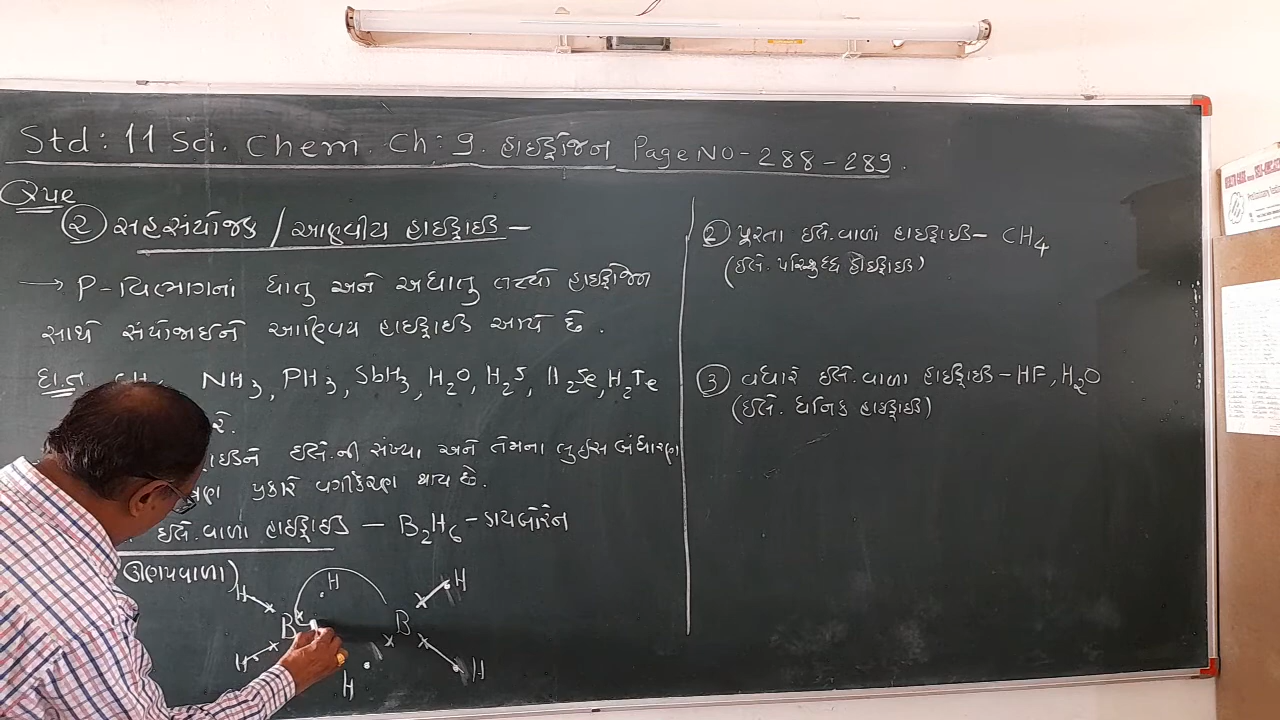 Std : 11 Sci. Chem. Ch : 9. હાઈડ્રોજન Page NO - 288 - 289.
Que
② સહસંયોજક / આણ્વીય હાઈડ્રાઈડ –
→ P - વિભાગનાં ધાતુ અને અધાતુ તત્વો હાઈડ્રોજન
સાથે સંયોજાઈને આણ્વિય હાઈડ્રાઈડ આપે છે.
દા.ત. NH₃, PH₃, SbH₃, H₂O, H₂S, H₂Se, H₂Te
ઈલે.ની સંખ્યા અને તેમના લુઈસ બંધારણ
પ્રકારે વર્ગીકરણ થાય છે.
ઈલે.વાળા હાઈડ્રાઈડ – B₂H₆ - ડાયબોરેન
H H H
B B
H H H
② પૂરતા ઈલે.વાળા હાઈડ્રાઈડ – CH₄
(ઈલે. પરિશુદ્ધ હાઈડ્રાઈડ)
③ વધારે ઈલે.વાળા હાઈડ્રાઈડ – HF, H₂O
(ઈલે. ધનિક હાઈડ્રાઈડ)